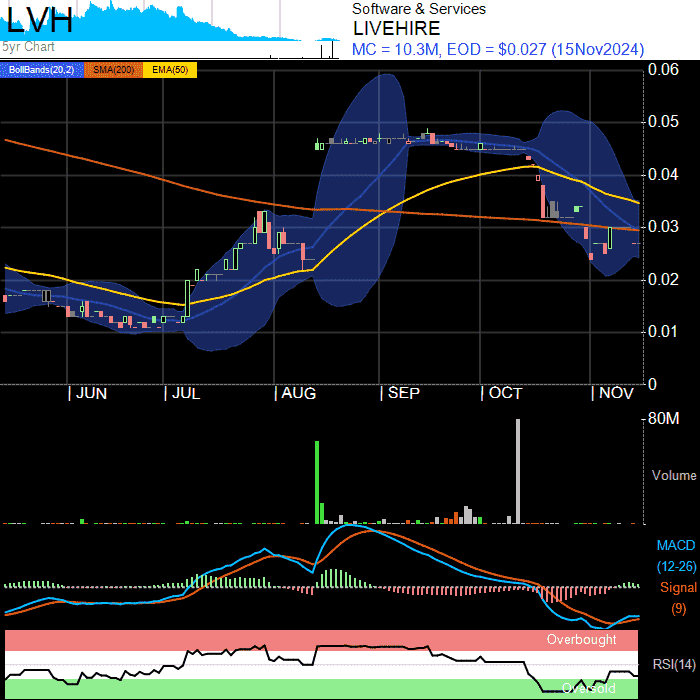 LVH
5yr Chart
Software & Services
LIVEHIRE
MC = 10.3M, EOD = $0.027 (15Nov2024)
BollBands(20,2) SMA(200) EMA(50)
0.06
0.05
0.04
0.03
0.02
0.01
0
| JUN | JUL | AUG | SEP | OCT | NOV
80M
Volume
MACD
(12-26)
Signal
(9)
Overbought
RSI(14)
Oversold